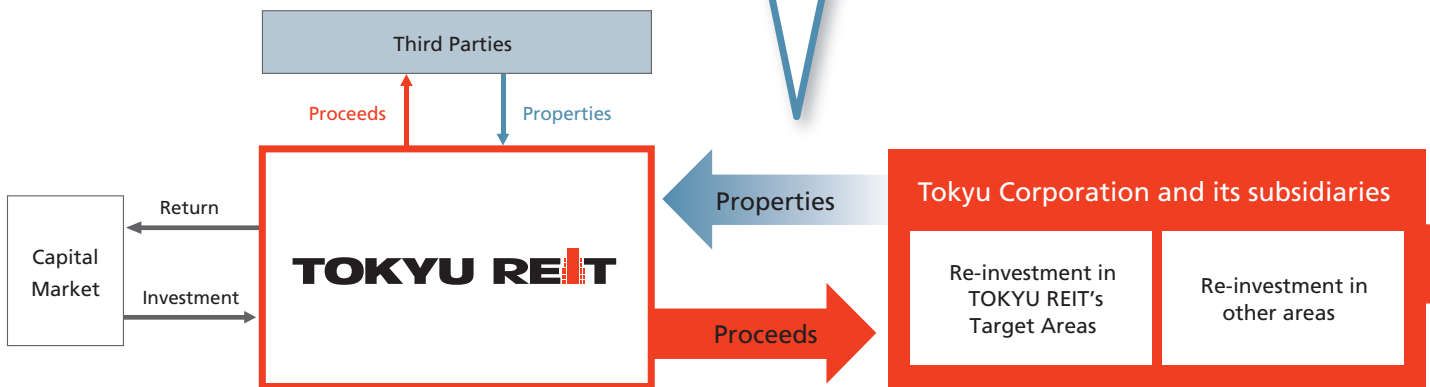 Third Parties
Proceeds
Properties
Return
Capital
Market
Investment
TOKYU REIT
Properties
Proceeds
Tokyu Corporation and its subsidiaries
Re-investment in
TOKYU REIT's
Target Areas
Re-investment in
other areas